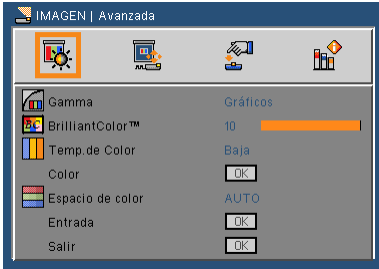 IMAGEN | Avanzada
Gamma Gráficos
BC BrilliantColor™ 10
Temp.de Color Baja
Color OK
Espacio de color AUTO
Entrada OK
Salir OK